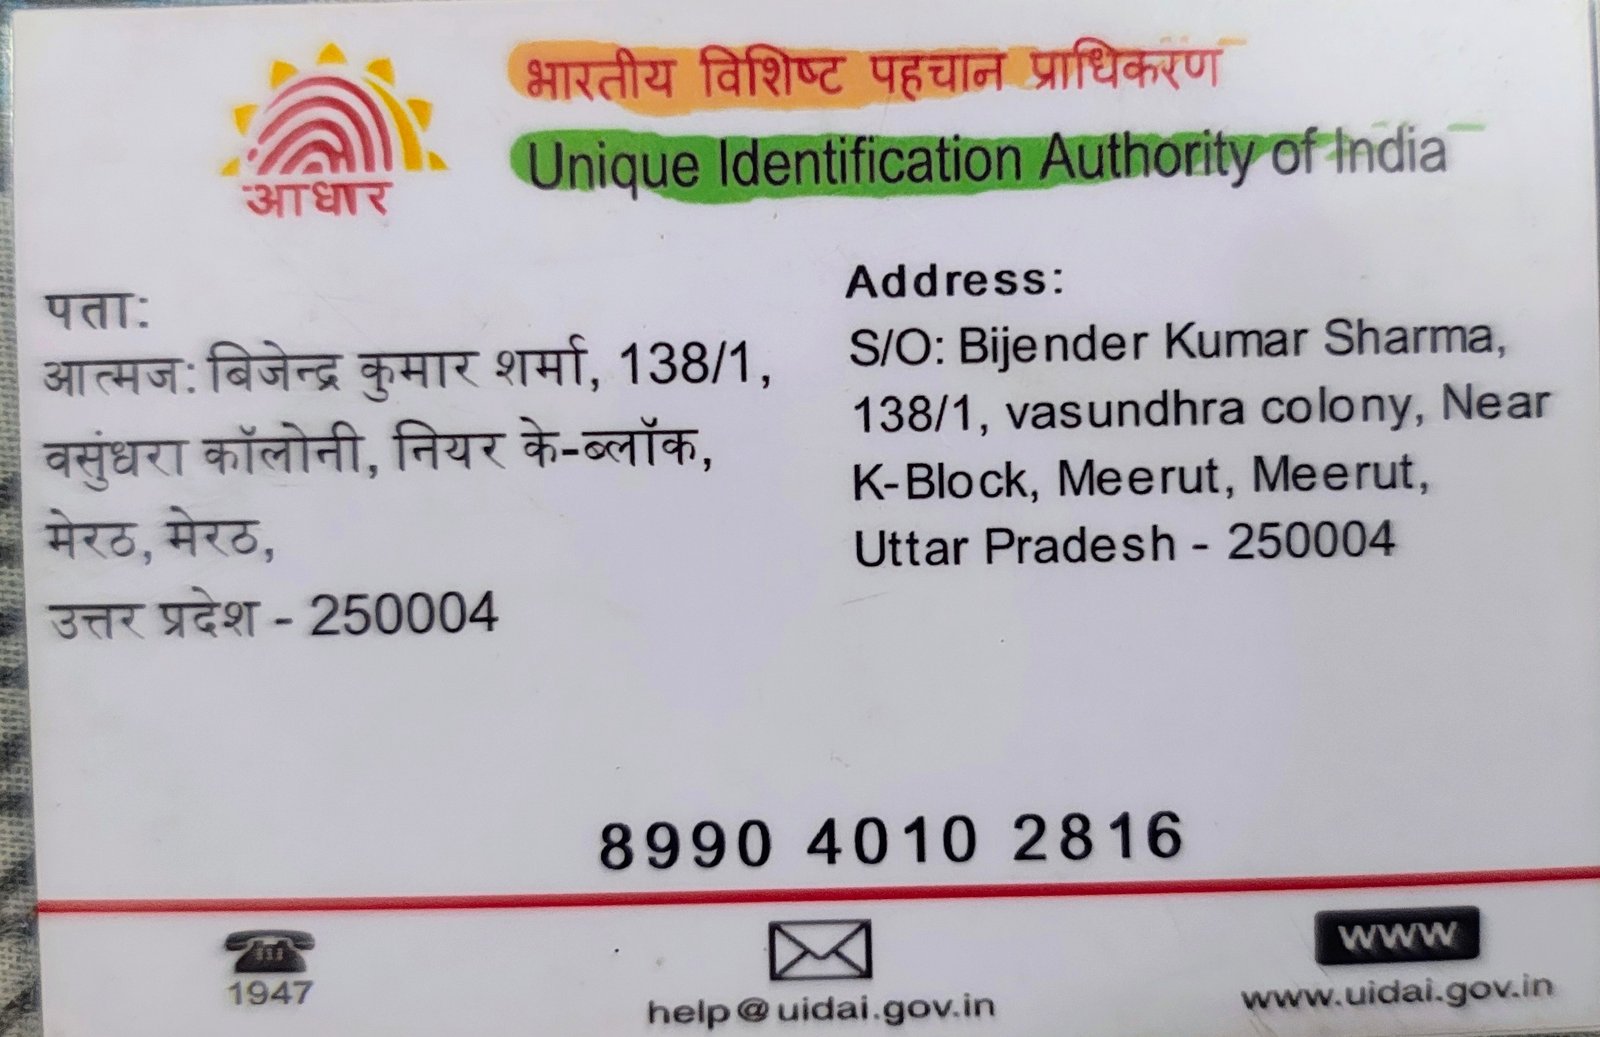 भारतीय विशिष्ट पहचान प्राधिकरण
Unique Identification Authority of India
आधार
पता:
आत्मज: बिजेन्द्र कुमार शर्मा, 138/1,
वसुंधरा कॉलोनी, नियर के-ब्लॉक,
मेरठ, मेरठ,
उत्तर प्रदेश - 250004
Address:
S/O: Bijender Kumar Sharma,
138/1, vasundhra colony, Near
K-Block, Meerut, Meerut,
Uttar Pradesh - 250004
8990 4010 2816
1947
help@uidai.gov.in
www
www.uidai.gov.in